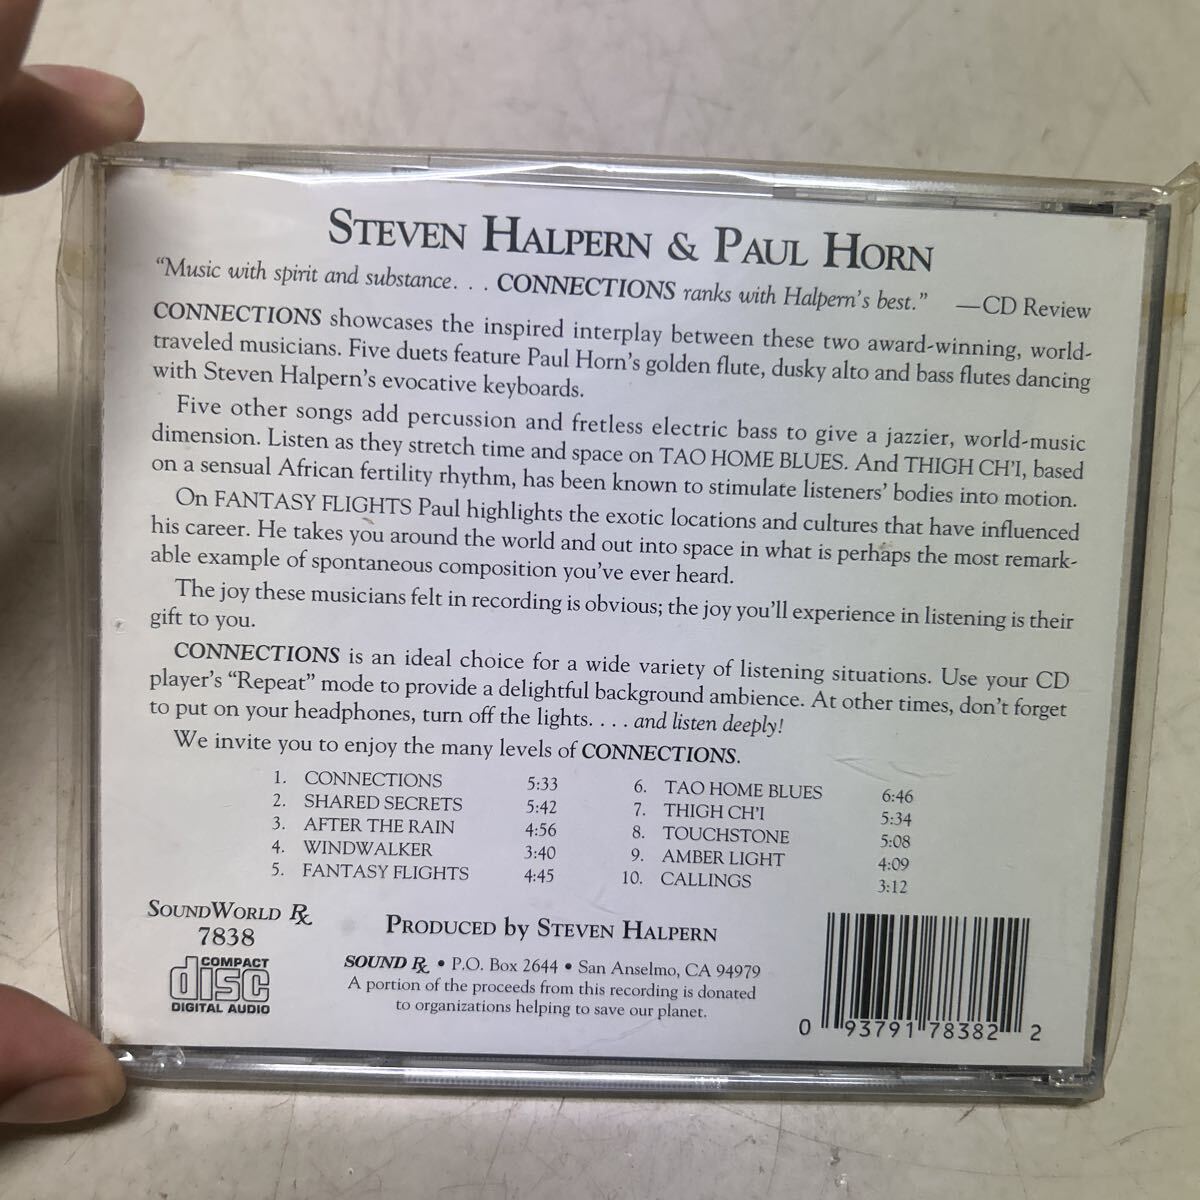 STEVEN HALPERN & PAUL HORN
“Music with spirit and substance. . . CONNECTIONS ranks with Halpern’s best.” —CD Review
CONNECTIONS showcases the inspired interplay between these two award-winning, world-
traveled musicians. Five duets feature Paul Horn’s golden flute, dusky alto and bass flutes dancing
with Steven Halpern’s evocative keyboards.
Five other songs add percussion and fretless electric bass to give a jazzier, world-music
dimension. Listen as they stretch time and space on TAO HOME BLUES. And THIGH CH’I, based
on a sensual African fertility rhythm, has been known to stimulate listeners’ bodies into motion.
On FANTASY FLIGHTS Paul highlights the exotic locations and cultures that have influenced
his career. He takes you around the world and out into space in what is perhaps the most remark-
able example of spontaneous composition you’ve ever heard.
The joy these musicians felt in recording is obvious; the joy you’ll experience in listening is their
gift to you.
CONNECTIONS is an ideal choice for a wide variety of listening situations. Use your CD
player’s “Repeat” mode to provide a delightful background ambience. At other times, don’t forget
to put on your headphones, turn off the lights. . . . and listen deeply!
We invite you to enjoy the many levels of CONNECTIONS.
1. CONNECTIONS 5:33
2. SHARED SECRETS 5:42
3. AFTER THE RAIN 4:56
4. WINDWALKER 3:40
5. FANTASY FLIGHTS 4:45
6. TAO HOME BLUES 6:46
7. THIGH CH’I 5:34
8. TOUCHSTONE 5:08
9. AMBER LIGHT 4:09
10. CALLINGS 3:12
SOUNDWORLD ℞
7838
COMPACT
disc
DIGITAL AUDIO
PRODUCED by STEVEN HALPERN
SOUND ℞ • P.O. Box 2644 • San Anselmo, CA 94979
A portion of the proceeds from this recording is donated
to organizations helping to save our planet.
0 93791 78382 2